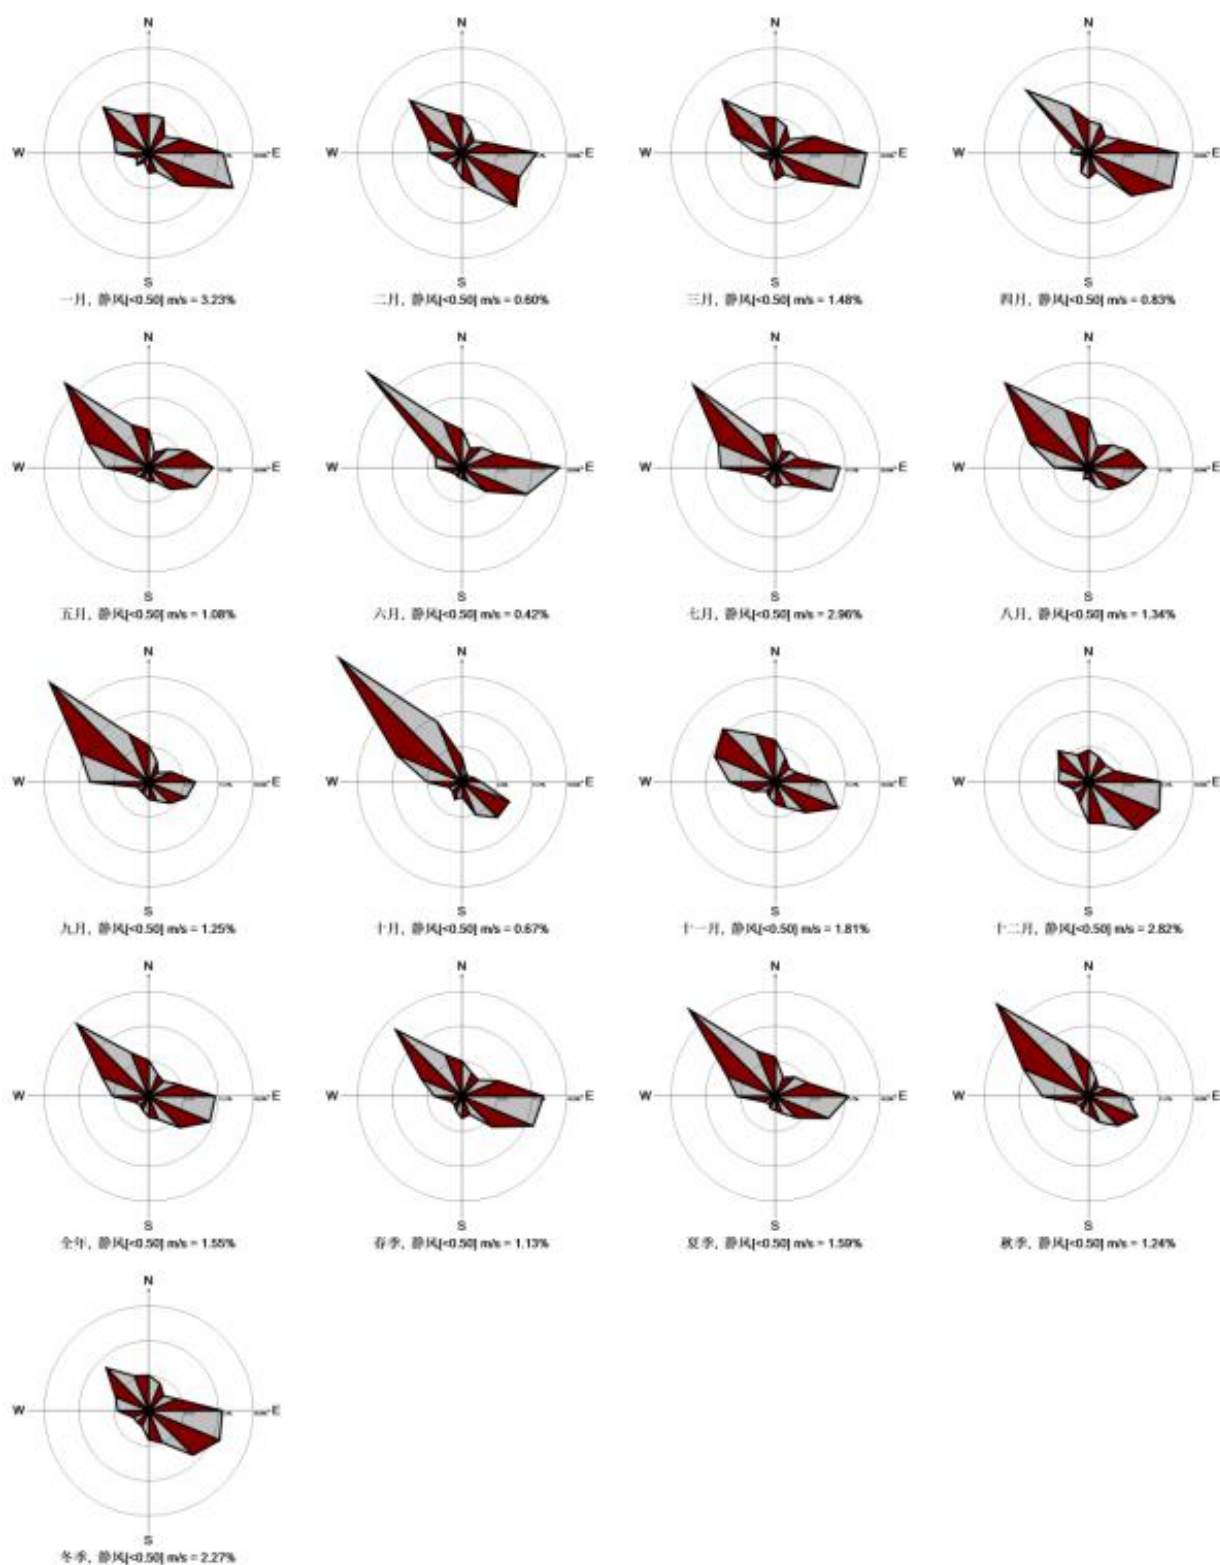 N N N N
W E W E W E W E
S S S S
一月, 静风[<0.50] m/s = 3.23% 二月, 静风[<0.50] m/s = 0.60% 三月, 静风[<0.50] m/s = 1.48% 四月, 静风[<0.50] m/s = 0.83%
N N N N
W E W E W E W E
S S S S
五月, 静风[<0.50] m/s = 1.08% 六月, 静风[<0.50] m/s = 0.42% 七月, 静风[<0.50] m/s = 2.96% 八月, 静风[<0.50] m/s = 1.34%
N N N N
W E W E W E W E
S S S S
九月, 静风[<0.50] m/s = 1.25% 十月, 静风[<0.50] m/s = 0.67% 十一月, 静风[<0.50] m/s = 1.81% 十二月, 静风[<0.50] m/s = 2.82%
N N N N
W E W E W E W E
S S S S
全年, 静风[<0.50] m/s = 1.55% 春季, 静风[<0.50] m/s = 1.13% 夏季, 静风[<0.50] m/s = 1.59% 秋季, 静风[<0.50] m/s = 1.24%
N
W E
S
冬季, 静风[<0.50] m/s = 2.27%